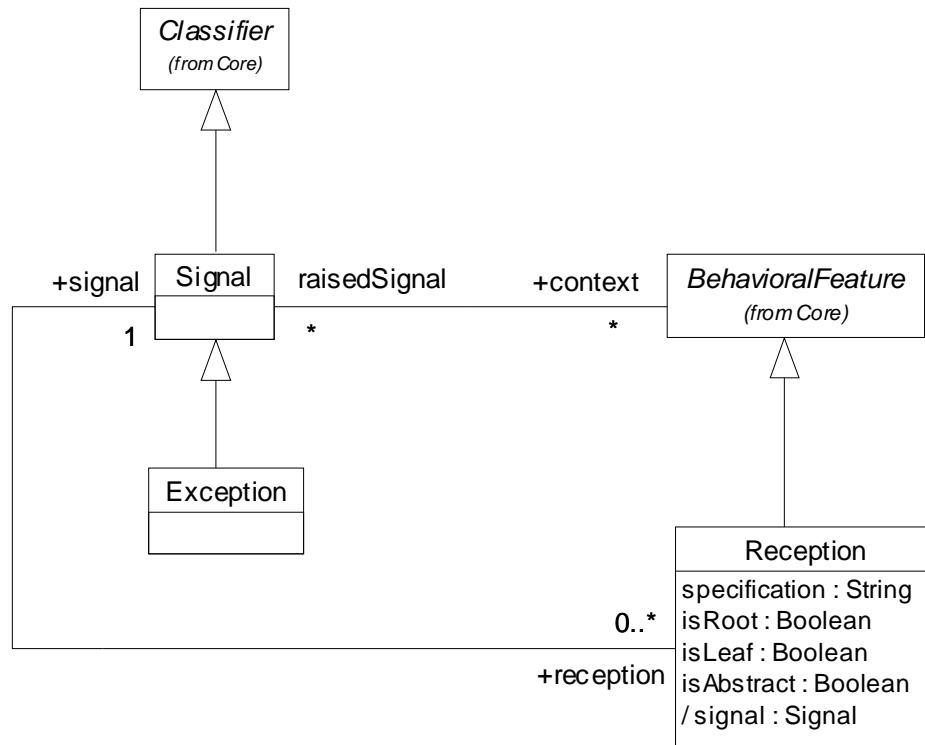 Classifier
(from Core)
+signal
Signal
raisedSignal
+context
BehavioralFeature
(from Core)
1
*
*
Exception
Reception
specification : String
isRoot : Boolean
isLeaf : Boolean
isAbstract : Boolean
/ signal : Signal
0..*
+reception